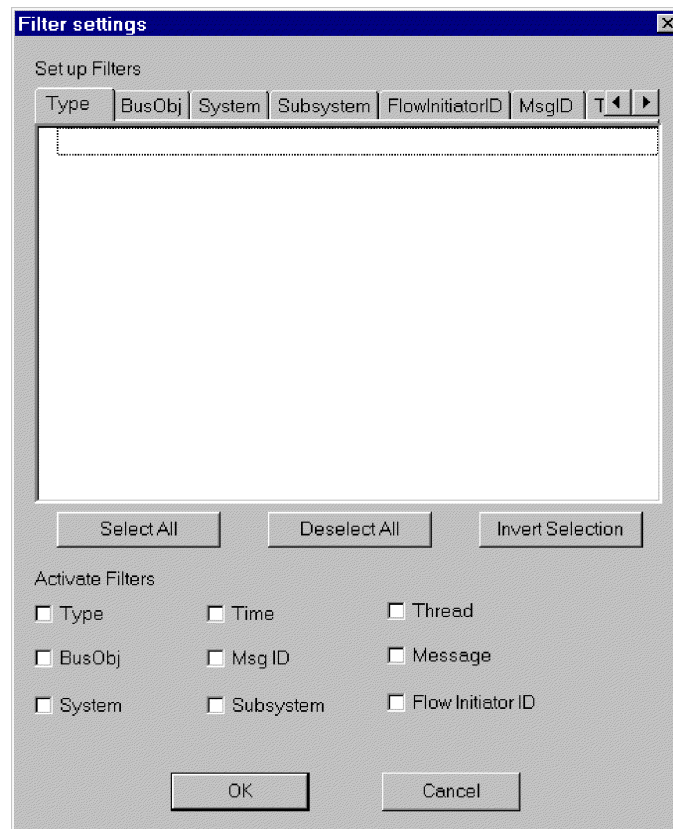 Filter settings
Set up Filters
Type BusObj System Subsystem FlowInitiatorID MsgID T
Select All Deselect All Invert Selection
Activate Filters
Type Time Thread
BusObj Msg ID Message
System Subsystem Flow Initiator ID
OK Cancel